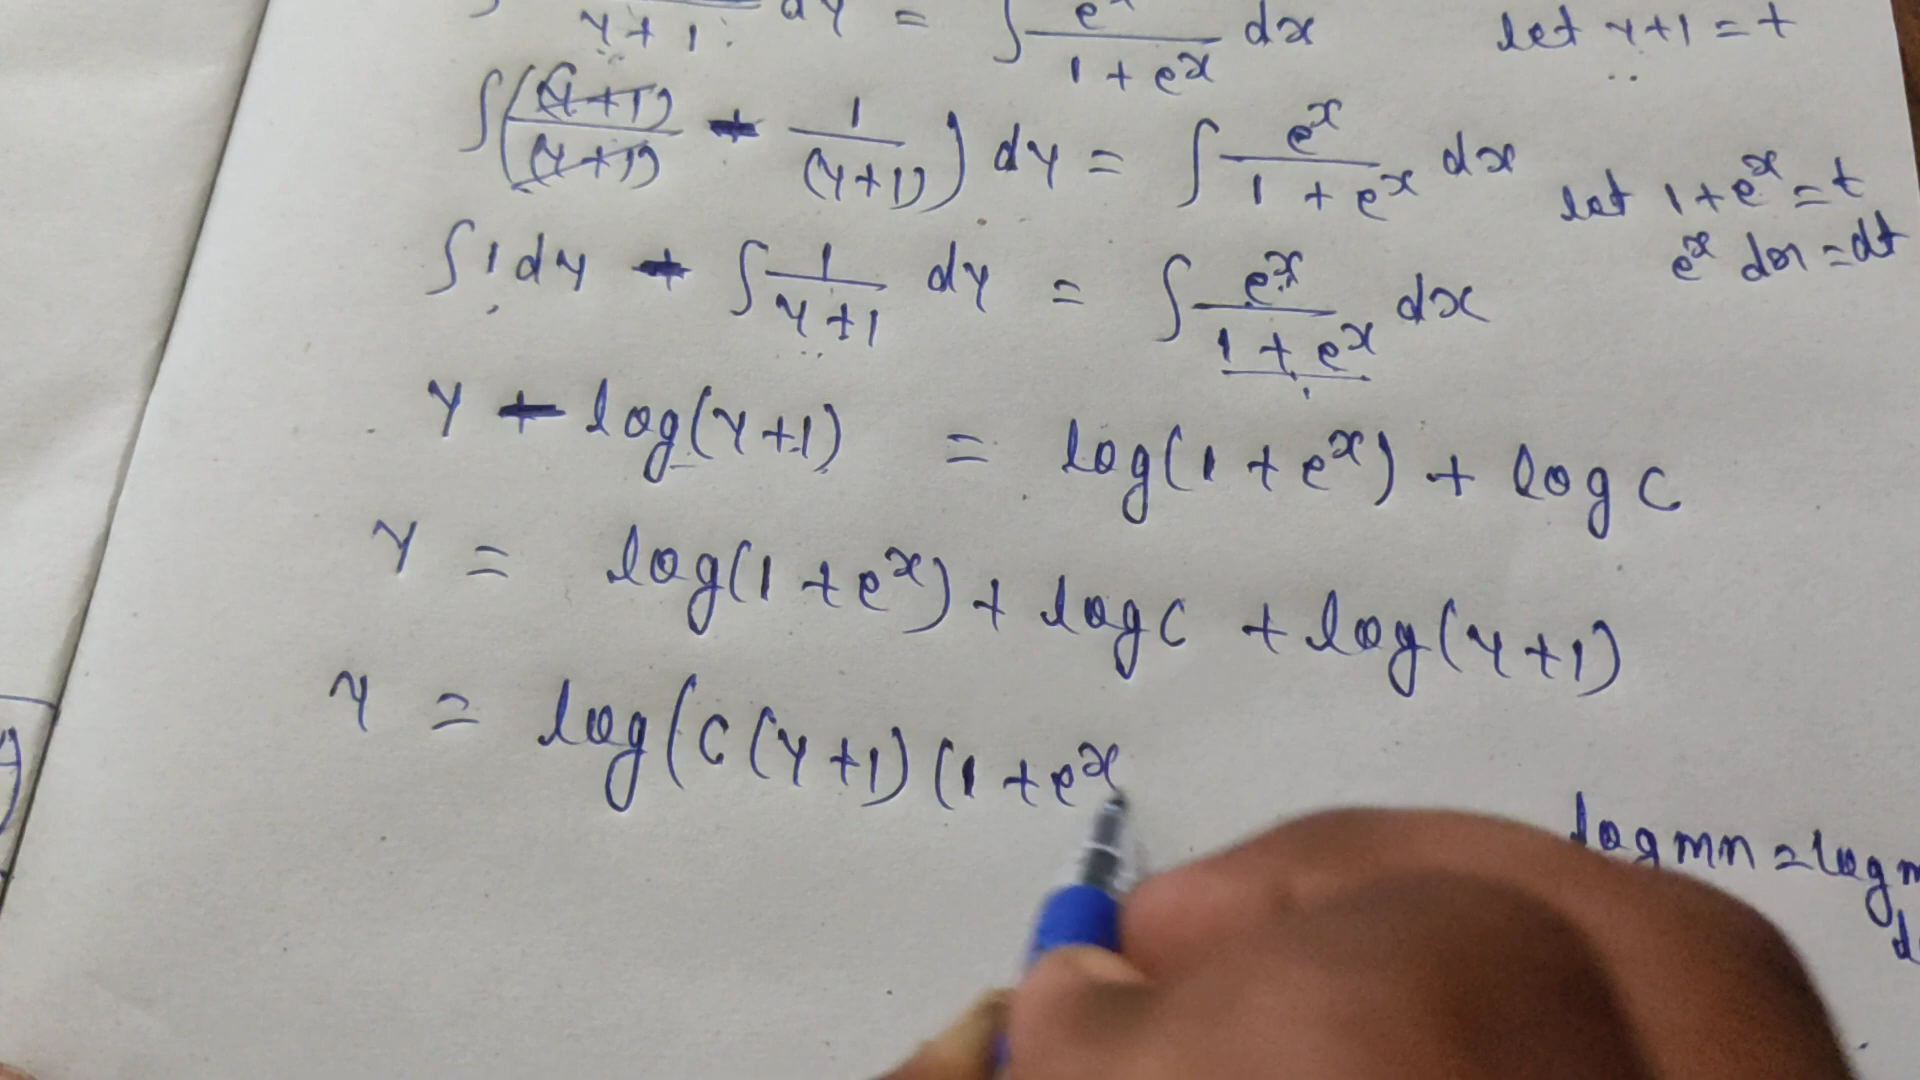 ∫ y+1 dy = ∫ e^x / (1 + e^x) dx let y+1 = t
∫((y+1)/(y+1) - 1/(y+1)) dy = ∫ e^x / (1 + e^x) dx let 1+e^x = t
e^x dx = dt
∫1 dy - ∫ 1/(y+1) dy = ∫ e^x / (1 + e^x) dx
y - log(y+1) = log(1+e^x) + log c
y = log(1+e^x) + log c + log(y+1)
y = log(c(y+1)(1+e^x
log mn = log m